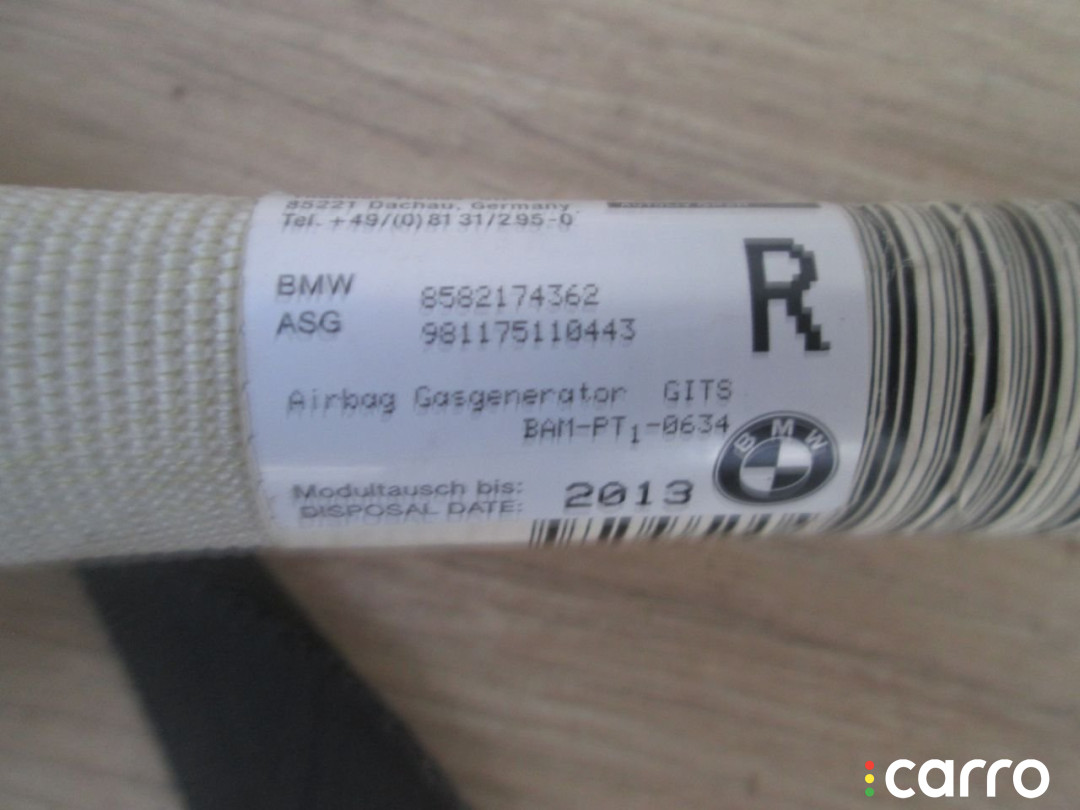 85221 Dachau, Germany
Tel. +49/(0)81 31/295-0
R
BMW 8582174362
ASG 981175110443
Airbag Gasgenerator GITS
BAM-PT1-0634
BMW
Modultausch bis:
DISPOSAL DATE: 2013
carro